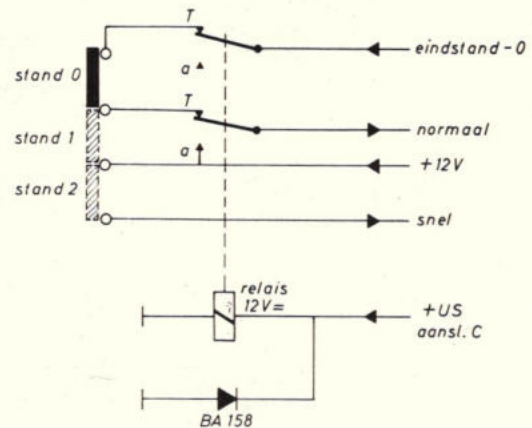 T
eindstand-0
stand 0
a
T
stand 1
normaal
a
+12V
stand 2
snel
relais
12V=
+US
aansl. C
BA 158